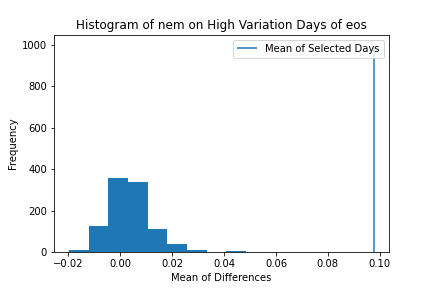 Histogram of nem on High Variation Days of eos
Mean of Selected Days
Frequency
1000
800
600
400
200
0
−0.02 0.00 0.02 0.04 0.06 0.08 0.10
Mean of Differences